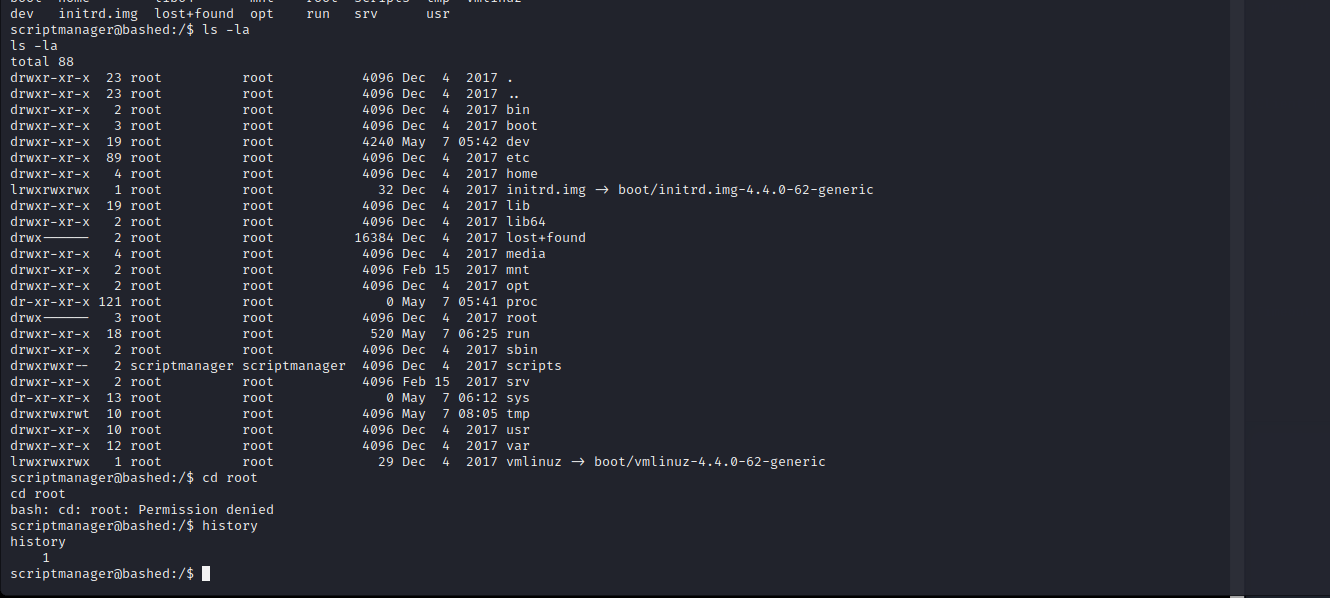 dev   initrd.img  lost+found  opt    run   srv      usr
scriptmanager@bashed:/$ ls -la
ls -la
total 88
drwxr-xr-x  23 root          root           4096 Dec  4  2017 .
drwxr-xr-x  23 root          root           4096 Dec  4  2017 ..
drwxr-xr-x   2 root          root           4096 Dec  4  2017 bin
drwxr-xr-x   3 root          root           4096 Dec  4  2017 boot
drwxr-xr-x  19 root          root           4240 May  7 05:42 dev
drwxr-xr-x  89 root          root           4096 Dec  4  2017 etc
drwxr-xr-x   4 root          root           4096 Dec  4  2017 home
lrwxrwxrwx   1 root          root             32 Dec  4  2017 initrd.img -> boot/initrd.img-4.4.0-62-generic
drwxr-xr-x  19 root          root           4096 Dec  4  2017 lib
drwxr-xr-x   2 root          root           4096 Dec  4  2017 lib64
drwx------   2 root          root          16384 Dec  4  2017 lost+found
drwxr-xr-x   4 root          root           4096 Dec  4  2017 media
drwxr-xr-x   2 root          root           4096 Feb 15  2017 mnt
drwxr-xr-x   2 root          root           4096 Dec  4  2017 opt
dr-xr-xr-x 121 root          root              0 May  7 05:41 proc
drwx------   3 root          root           4096 Dec  4  2017 root
drwxr-xr-x  18 root          root            520 May  7 06:25 run
drwxr-xr-x   2 root          root           4096 Dec  4  2017 sbin
drwxrwxr--   2 scriptmanager scriptmanager  4096 Dec  4  2017 scripts
drwxr-xr-x   2 root          root           4096 Feb 15  2017 srv
dr-xr-xr-x  13 root          root              0 May  7 06:12 sys
drwxrwxrwt  10 root          root           4096 May  7 08:05 tmp
drwxr-xr-x  10 root          root           4096 Dec  4  2017 usr
drwxr-xr-x  12 root          root           4096 Dec  4  2017 var
lrwxrwxrwx   1 root          root             29 Dec  4  2017 vmlinuz -> boot/vmlinuz-4.4.0-62-generic
scriptmanager@bashed:/$ cd root
cd root
bash: cd: root: Permission denied
scriptmanager@bashed:/$ history
history
    1
scriptmanager@bashed:/$